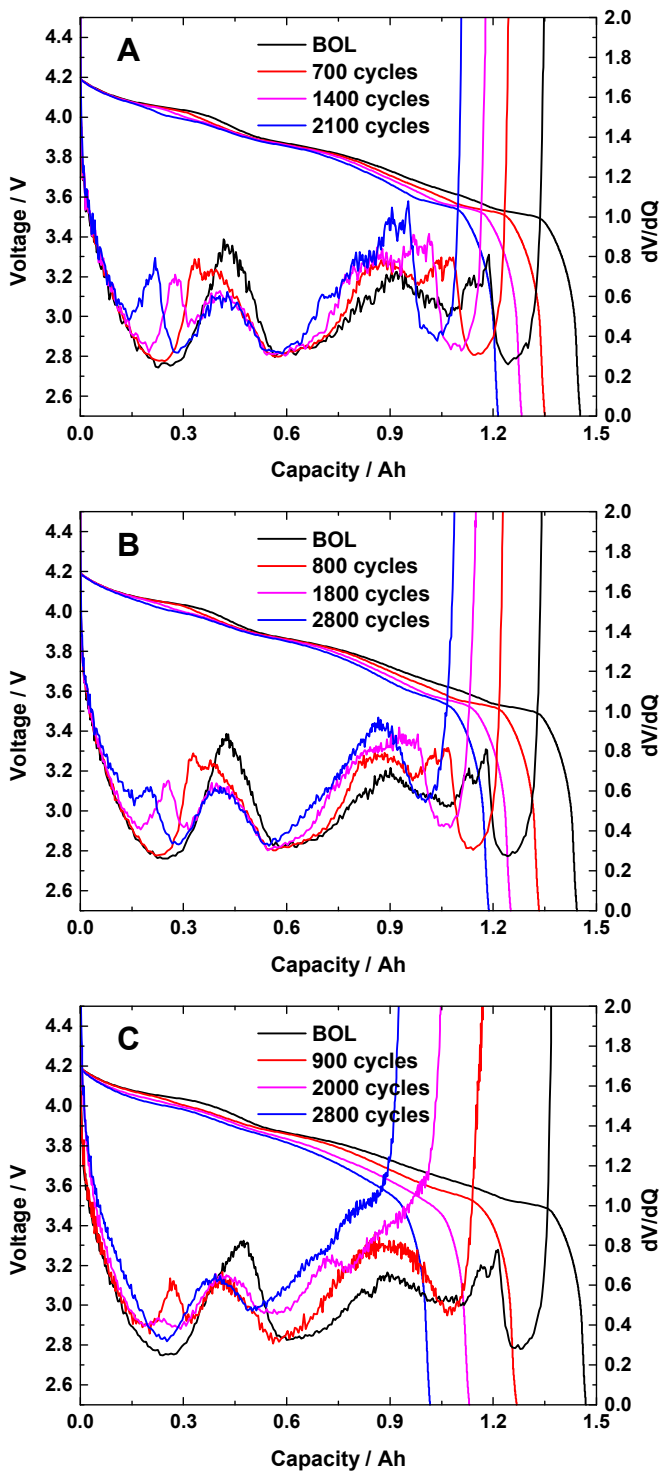 A
BOL
700 cycles
1400 cycles
2100 cycles
4.4
4.2
4.0
3.8
3.6
3.4
3.2
3.0
2.8
2.6
2.0
1.8
1.6
1.4
1.2
1.0
0.8
0.6
0.4
0.2
0.0
Voltage / V
dV/dQ
0.0 0.3 0.6 0.9 1.2 1.5
Capacity / Ah
B
BOL
800 cycles
1800 cycles
2800 cycles
4.4
4.2
4.0
3.8
3.6
3.4
3.2
3.0
2.8
2.6
2.0
1.8
1.6
1.4
1.2
1.0
0.8
0.6
0.4
0.2
0.0
Voltage / V
dV/dQ
0.0 0.3 0.6 0.9 1.2 1.5
Capacity / Ah
C
BOL
900 cycles
2000 cycles
2800 cycles
4.4
4.2
4.0
3.8
3.6
3.4
3.2
3.0
2.8
2.6
2.0
1.8
1.6
1.4
1.2
1.0
0.8
0.6
0.4
0.2
0.0
Voltage / V
dV/dQ
0.0 0.3 0.6 0.9 1.2 1.5
Capacity / Ah